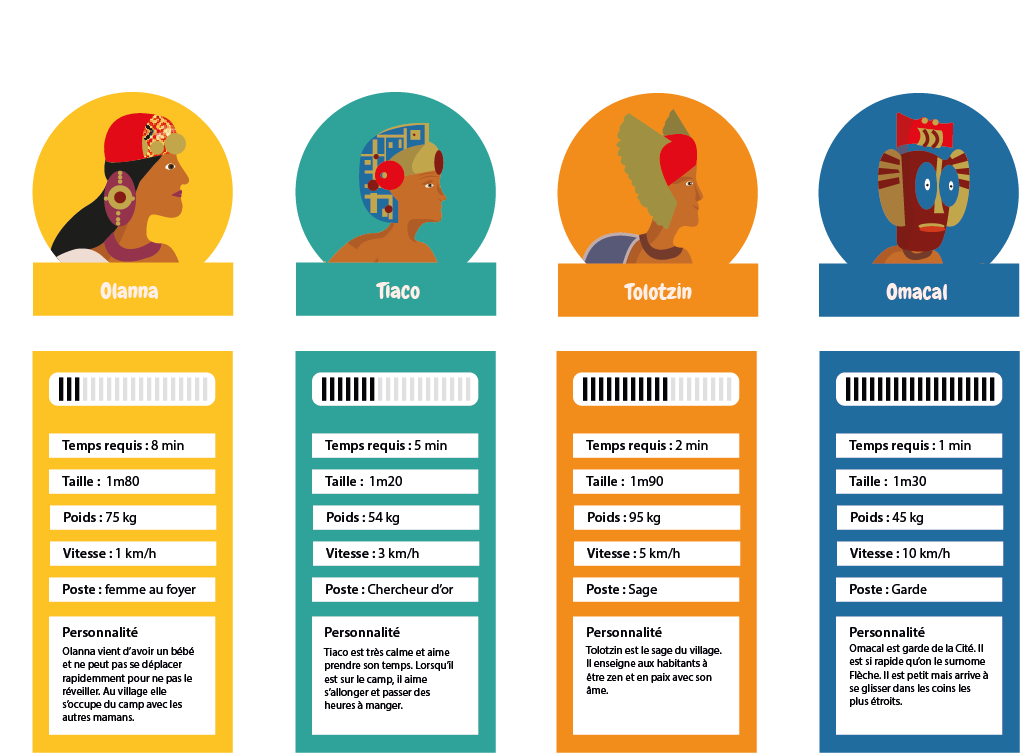 Olanna
Tiaco
Tolotzin
Omacal
Temps requis : 8 min
Taille : 1m80
Poids : 75 kg
Vitesse : 1 km/h
Poste : femme au foyer
Personnalité
Olanna vient d'avoir un bébé
et ne peut pas se déplacer
rapidemment pour ne pas le
réveiller. Au village elle
s'occupe du camp avec les
autres mamans.
Temps requis : 5 min
Taille : 1m20
Poids : 54 kg
Vitesse : 3 km/h
Poste : Chercheur d'or
Personnalité
Tiaco est très calme et aime
prendre son temps. Lorsqu'il
est sur le camp, il aime
s'allonger et passer des
heures à manger.
Temps requis : 2 min
Taille : 1m90
Poids : 95 kg
Vitesse : 5 km/h
Poste : Sage
Personnalité
Tolotzin est le sage du village.
Il enseigne aux habitants à
être zen et en paix avec son
âme.
Temps requis : 1 min
Taille : 1m30
Poids : 45 kg
Vitesse : 10 km/h
Poste : Garde
Personnalité
Omacal est garde de la Cité. Il
est si rapide qu'on le surnome
Flèche. Il est petit mais arrive à
se glisser dans les coins les
plus étroits.